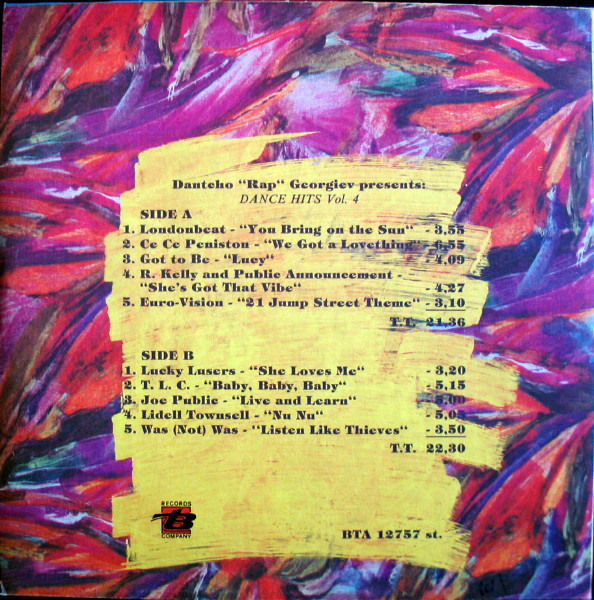 Dantcho "Rap" Georgiev presents:
DANCE HITS Vol. 4
SIDE A
1. Londonbeat - "You Bring on the Sun" - 3,55
2. Ce Ce Peniston - "We Got a Lovething" - 6,55
3. Got to Be - "Lucy" - 4,09
4. R. Kelly and Public Announcement -
"She's Got That Vibe" - 4,27
5. Euro-Vision - "21 Jump Street Theme" - 3,10
T.T. 21,36
SIDE B
1. Lucky Lusers - "She Loves Me" - 3,20
2. T. L. C. - "Baby, Baby, Baby" - 5,15
3. Joe Public - "Live and Learn" - 5,00
4. Lidell Townsell - "Nu Nu" - 5,05
5. Was (Not) Was - "Listen Like Thieves" - 3,50
T.T. 22,30
RECORDS
COMPANY
BTA 12757 st.